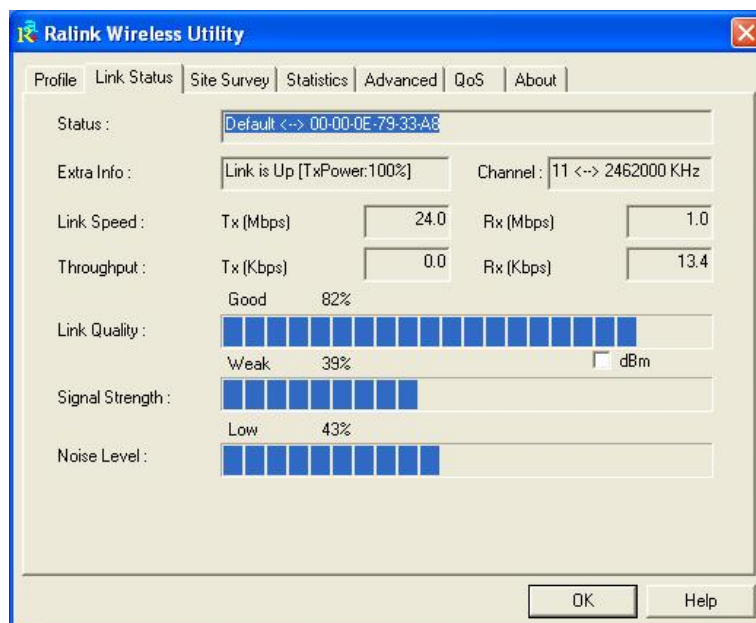 Ralink Wireless Utility
Profile Link Status Site Survey Statistics Advanced QoS About
Status : Default <--> 00-00-0E-79-33-A8
Extra Info : Link is Up [TxPower:100%] Channel : 11 <--> 2462000 KHz
Link Speed : Tx (Mbps) 24.0 Rx (Mbps) 1.0
Throughput : Tx (Kbps) 0.0 Rx (Kbps) 13.4
Good 82%
Link Quality :
Weak 39% dBm
Signal Strength :
Low 43%
Noise Level :
OK Help